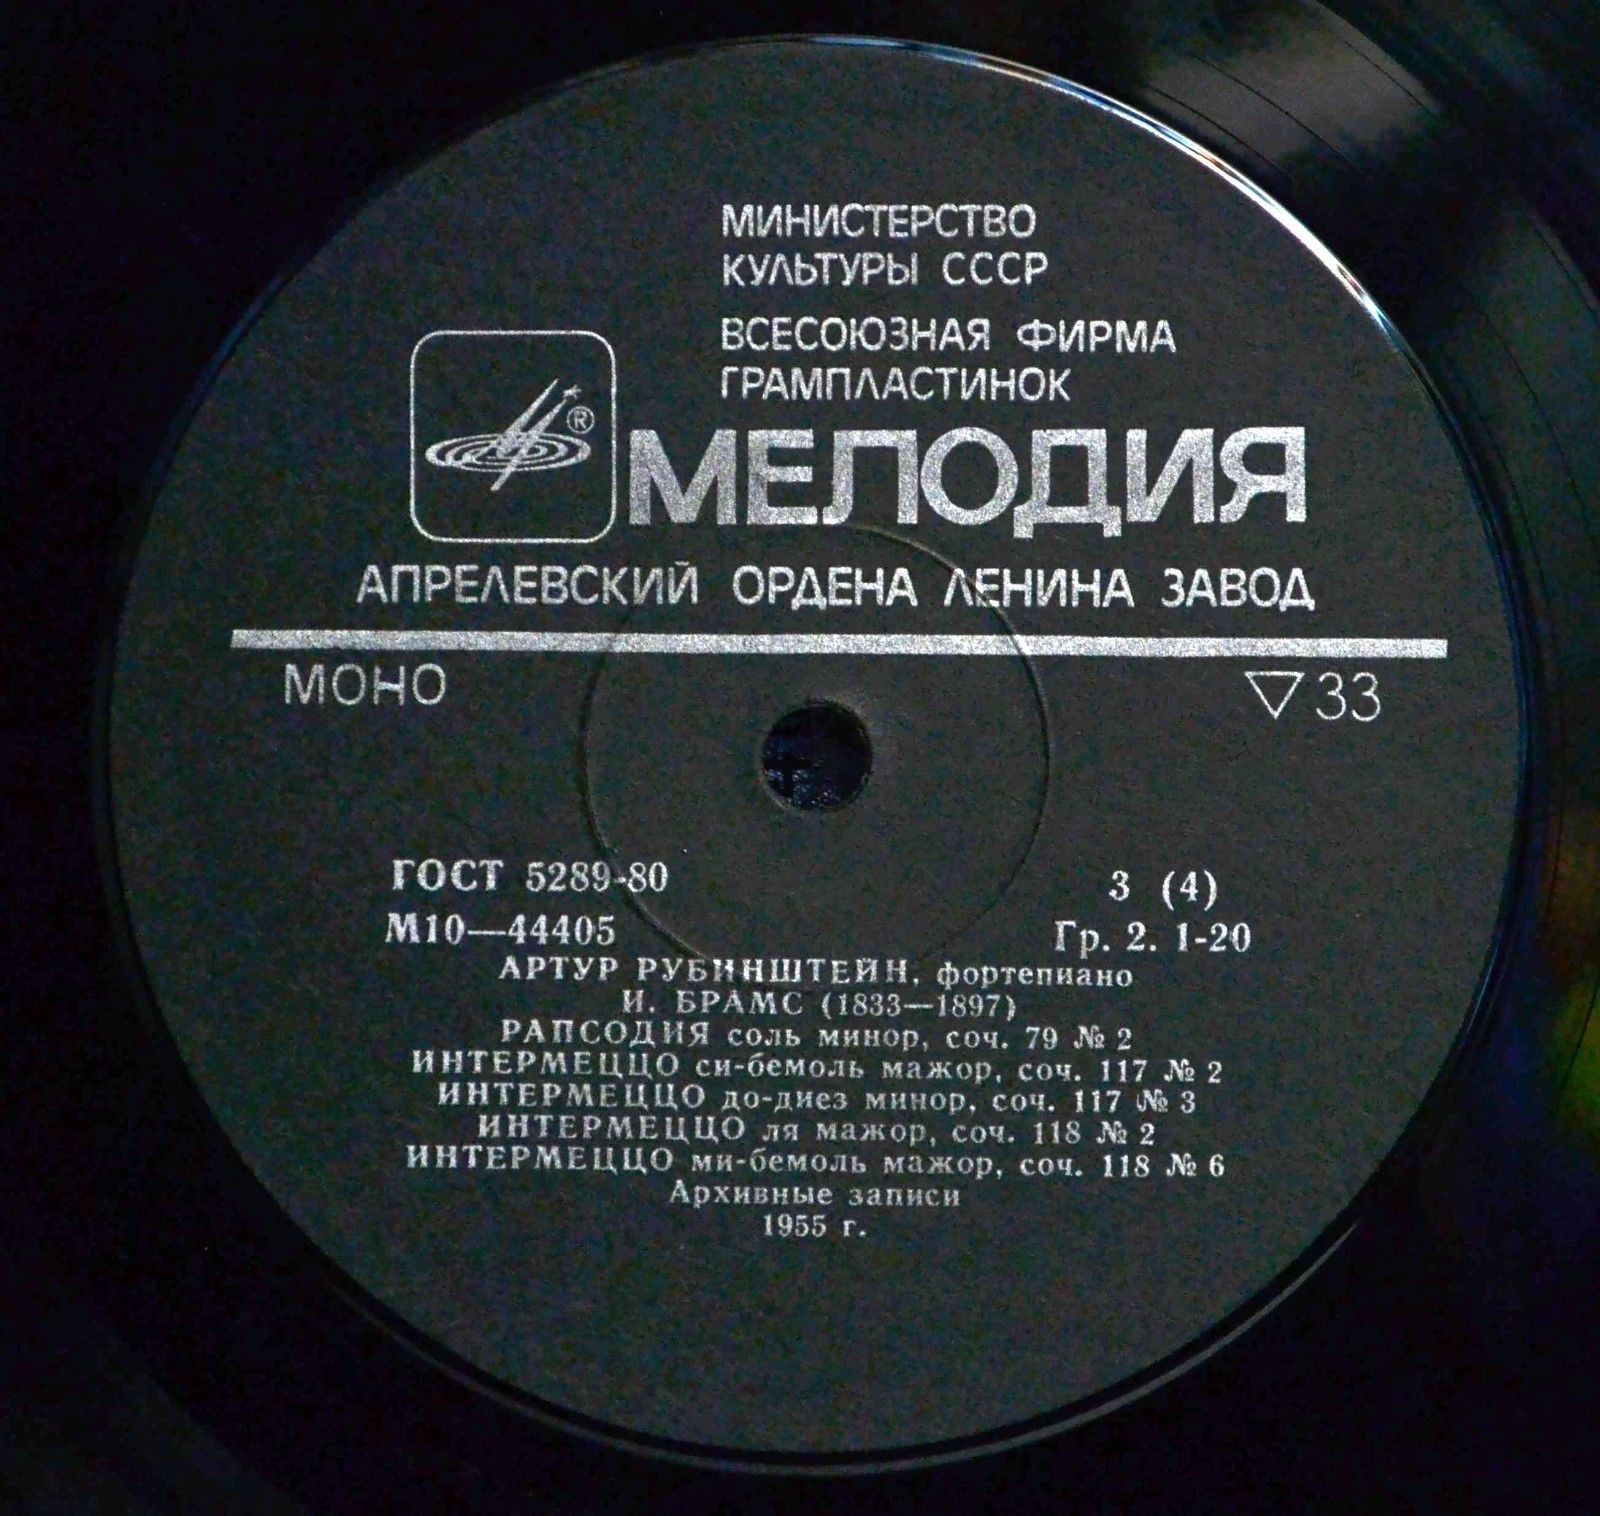 МИНИСТЕРСТВО
КУЛЬТУРЫ СССР
ВСЕСОЮЗНАЯ ФИРМА
ГРАМПЛАСТИНОК
®
МЕЛОДИЯ
АПРЕЛЕВСКИЙ ОРДЕНА ЛЕНИНА ЗАВОД
МОНО ▽33
ГОСТ 5289-80 3 (4)
М10—44405 Гр. 2. 1-20
АРТУР РУБИНШТЕЙН, фортепиано
И. БРАМС (1833—1897)
РАПСОДИЯ соль минор, соч. 79 № 2
ИНТЕРМЕЦЦО си-бемоль мажор, соч. 117 № 2
ИНТЕРМЕЦЦО до-диез минор, соч. 117 № 3
ИНТЕРМЕЦЦО ля мажор, соч. 118 № 2
ИНТЕРМЕЦЦО ми-бемоль мажор, соч. 118 № 6
Архивные записи
1955 г.